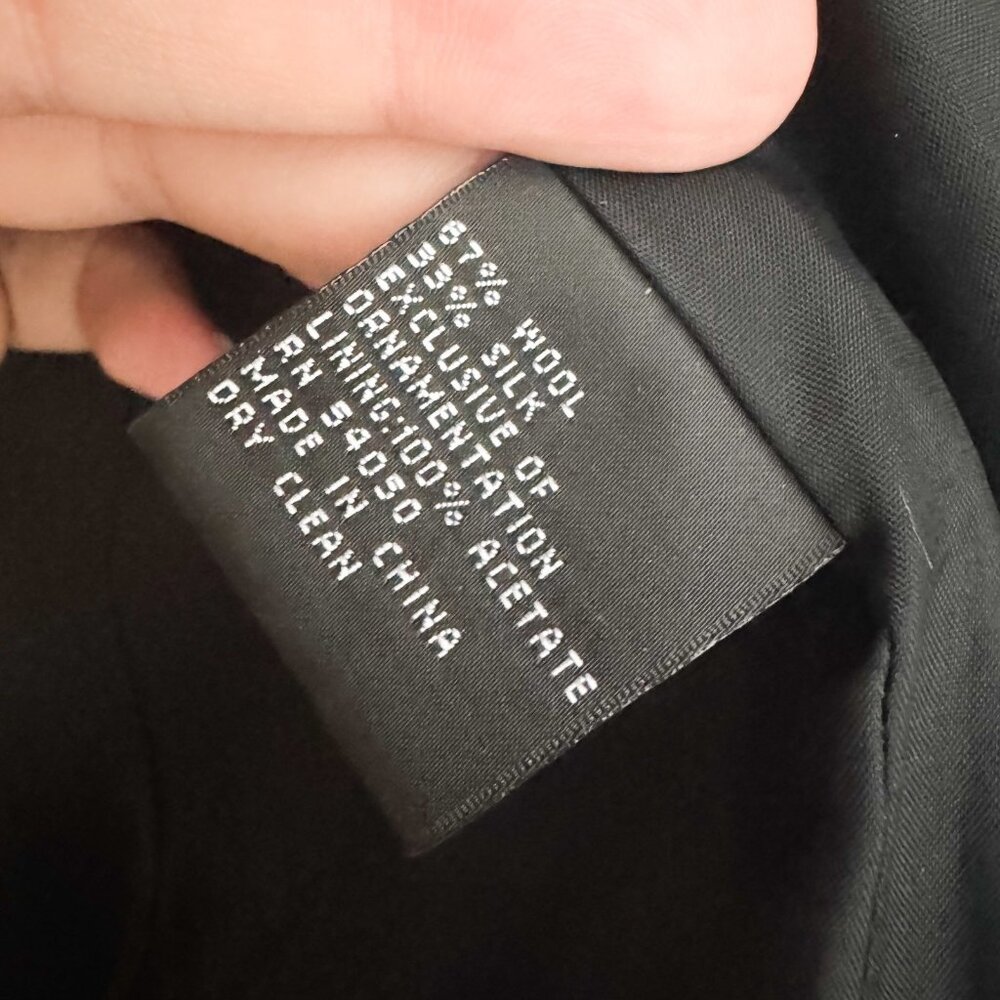 67% WOOL
33% SILK
EXCLUSIVE OF
ORNAMENTATION
LINING:100% ACETATE
RN 54050
MADE IN CHINA
DRY CLEAN